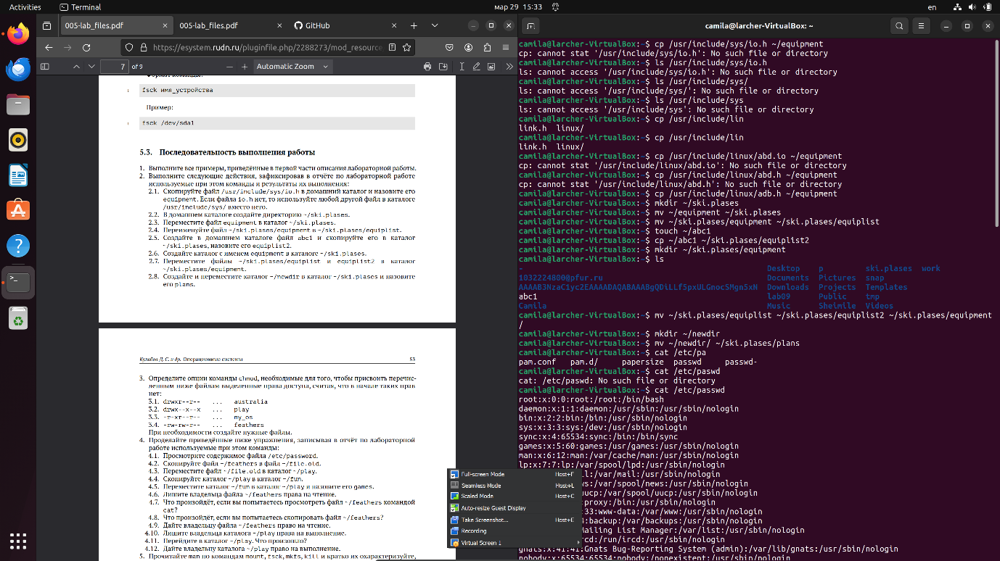 Activities
Terminal
мар 29 15:33
en
005-lab_files.pdf
005-lab_files.pdf
GitHub
https://esystem.rudn.ru/pluginfile.php/2288273/mod_resource
7
of 9
Automatic Zoom
1 fsck имя_устройства
Пример:
1 fsck /dev/sda1
5.3. Последовательность выполнения работы
1. Выполните все примеры, приведённые в первой части описания лабораторной работы.
2. Выполните следующие действия, зафиксировав в отчёте по лабораторной работе
используемые при этом команды и результаты их выполнения:
2.1. Скопируйте файл /usr/include/sys/io.h в домашний каталог и назовите его
equipment. Если файла io.h нет, то используйте любой другой файл в каталоге
/usr/include/sys/ вместо него.
2.2. В домашнем каталоге создайте директорию ~/ski.plases.
2.3. Переместите файл equipment в каталог ~/ski.plases.
2.4. Переименуйте файл ~/ski.plases/equipment в ~/ski.plases/equiplist.
2.5. Создайте в домашнем каталоге файл abc1 и скопируйте его в каталог
~/ski.plases, назовите его equiplist2.
2.6. Создайте каталог с именем equipment в каталоге ~/ski.plases.
2.7. Переместите файлы ~/ski.plases/equiplist и equiplist2 в каталог
~/ski.plases/equipment.
2.8. Создайте и переместите каталог ~/newdir в каталог ~/ski.plases и назовите
его plans.
Кулябов Д. С. и др. Операционные системы 53
3. Определите опции команды chmod, необходимые для того, чтобы присвоить перечис-
ленным ниже файлам выделенные права доступа, считая, что в начале таких прав
нет:
3.1. drwxr--r-- ... australia
3.2. drwx--x--x ... play
3.3. -r-xr--r-- ... my_os
3.4. -rw-rw-r-- ... feathers
При необходимости создайте нужные файлы.
4. Проделайте приведённые ниже упражнения, записывая в отчёт по лабораторной
работе используемые при этом команды:
4.1. Просмотрите содержимое файла /etc/password.
4.2. Скопируйте файл ~/feathers в файл ~/file.old.
4.3. Переместите файл ~/file.old в каталог ~/play.
4.4. Скопируйте каталог ~/play в каталог ~/fun.
4.5. Переместите каталог ~/fun в каталог ~/play и назовите его games.
4.6. Лишите владельца файла ~/feathers права на чтение.
4.7. Что произойдёт, если вы попытаетесь просмотреть файл ~/feathers командой
cat?
4.8. Что произойдёт, если вы попытаетесь скопировать файл ~/feathers?
4.9. Дайте владельцу файла ~/feathers право на чтение.
4.10. Лишите владельца каталога ~/play права на выполнение.
4.11. Перейдите в каталог ~/play. Что произошло?
4.12. Дайте владельцу каталога ~/play право на выполнение.
5. Прочитайте man по командам mount, fsck, mkfs, kill и кратко их охарактеризуйте,
Full-screen Mode Host+F
Seamless Mode Host+L
Scaled Mode Host+C
Auto-resize Guest Display
Take Screenshot... Host+E
Recording
Virtual Screen 1
camila@larcher-VirtualBox: ~
camila@larcher-VirtualBox:~$ cp /usr/include/sys/io.h ~/equipment
cp: cannot stat '/usr/include/sys/io.h': No such file or directory
camila@larcher-VirtualBox:~$ ls /usr/include/sys/io.h
ls: cannot access '/usr/include/sys/io.h': No such file or directory
camila@larcher-VirtualBox:~$ ls /usr/include/sys/
ls: cannot access '/usr/include/sys/': No such file or directory
camila@larcher-VirtualBox:~$ ls /usr/include/sys
ls: cannot access '/usr/include/sys': No such file or directory
camila@larcher-VirtualBox:~$ cp /usr/include/lin
link.h linux/
camila@larcher-VirtualBox:~$ cp /usr/include/lin
link.h linux/
camila@larcher-VirtualBox:~$ cp /usr/include/linux/abd.io ~/equipment
cp: cannot stat '/usr/include/linux/abd.io': No such file or directory
camila@larcher-VirtualBox:~$ cp /usr/include/linux/abd.h ~/equipment
cp: cannot stat '/usr/include/linux/abd.h': No such file or directory
camila@larcher-VirtualBox:~$ cp /usr/include/linux/adb.h ~/equipment
camila@larcher-VirtualBox:~$ mkdir ~/ski.plases
camila@larcher-VirtualBox:~$ mv ~/equipment ~/ski.plases
camila@larcher-VirtualBox:~$ mv ~/ski.plases/equipment ~/ski.plases/equiplist
camila@larcher-VirtualBox:~$ touch ~/abc1
camila@larcher-VirtualBox:~$ cp ~/abc1 ~/ski.plases/equiplist2
camila@larcher-VirtualBox:~$ mkdir ~/ski.plases/equipment
camila@larcher-VirtualBox:~$ ls
- Desktop p ski.plases work
1032224800@pfur.ru Documents Pictures snap
AAAAB3NzaC1yc2EAAAADAQABAAABgQDiLLf5pxULGnocSMgm5xN Downloads Projects Templates
abc1 lab09 Public tmp
Camila Music Sheimile Videos
camila@larcher-VirtualBox:~$ mv ~/ski.plases/equiplist ~/ski.plases/equiplist2 ~/ski.plases/equipment
/
camila@larcher-VirtualBox:~$ mkdir ~/newdir
camila@larcher-VirtualBox:~$ mv ~/newdir/ ~/ski.plases/plans
camila@larcher-VirtualBox:~$ cat /etc/pa
pam.conf pam.d/ papersize passwd passwd-
camila@larcher-VirtualBox:~$ cat /etc/paswd
cat: /etc/paswd: No such file or directory
camila@larcher-VirtualBox:~$ cat /etc/passwd
root:x:0:0:root:/root:/bin/bash
daemon:x:1:1:daemon:/usr/sbin:/usr/sbin/nologin
bin:x:2:2:bin:/bin:/usr/sbin/nologin
sys:x:3:3:sys:/dev:/usr/sbin/nologin
sync:x:4:65534:sync:/bin:/bin/sync
games:x:5:60:games:/usr/games:/usr/sbin/nologin
man:x:6:12:man:/var/cache/man:/usr/sbin/nologin
lp:x:7:7:lp:/var/spool/lpd:/usr/sbin/nologin
l:/var/mail:/usr/sbin/nologin
ws:/var/spool/news:/usr/sbin/nologin
uucp:/var/spool/uucp:/usr/sbin/nologin
:proxy:/bin:/usr/sbin/nologin
33:www-data:/var/www:/usr/sbin/nologin
4:backup:/var/backups:/usr/sbin/nologin
ailing List Manager:/var/list:/usr/sbin/nologin
rcd:/run/ircd:/usr/sbin/nologin
gnats:x:41:41:Gnats Bug-Reporting System (admin):/var/lib/gnats:/usr/sbin/nologin
nobody:x:65534:65534:nobody:/nonexistent:/usr/sbin/nologin